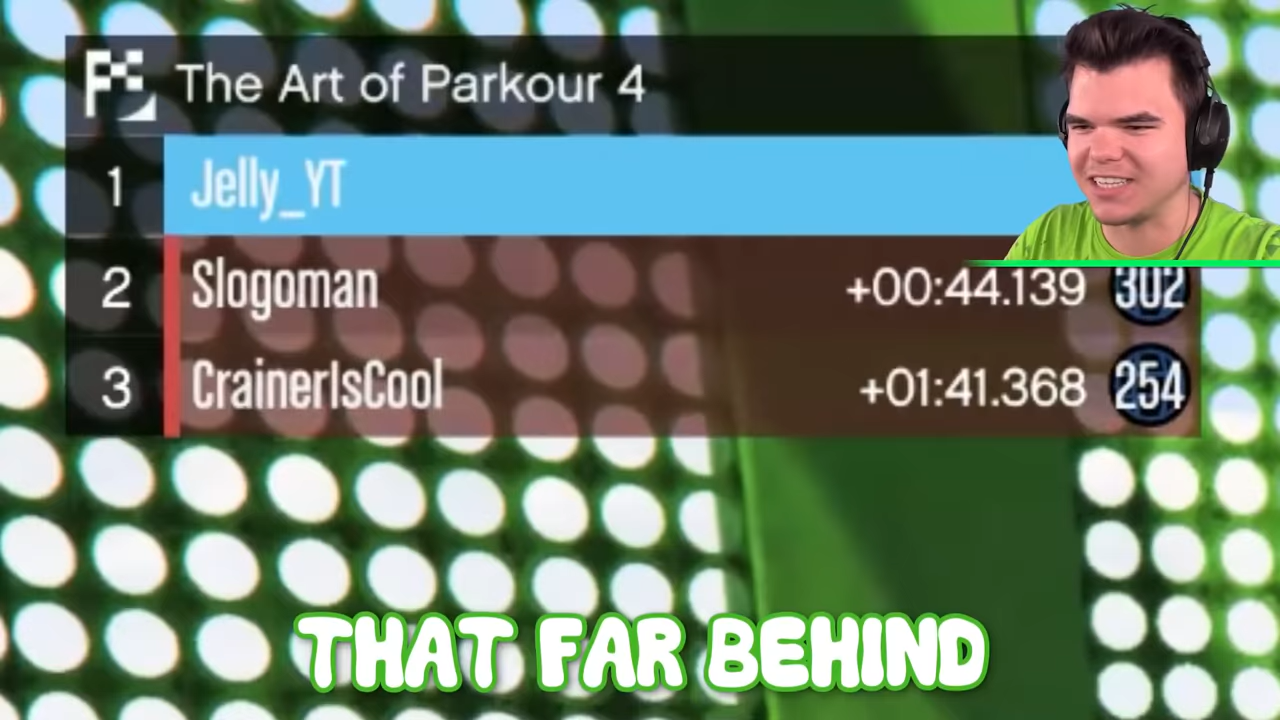 The Art of Parkour 4
1 Jelly_YT
2 Slogoman +00:44.139 302
3 CrainerIsCool +01:41.368 254
THAT FAR BEHIND